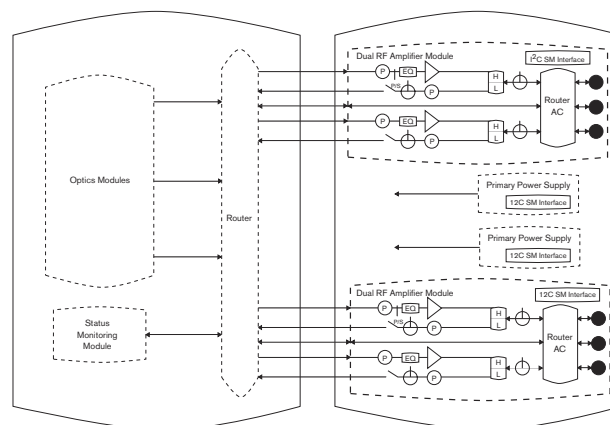 Dual RF Amplifier Module
I²C SM Interface
P
EQ
H
L
P/S
P
Router
AC
P
EQ
H
L
P
Optics Modules
Router
Primary Power Supply
12C SM Interface
Primary Power Supply
12C SM Interface
Dual RF Amplifier Module
12C SM Interface
P
EQ
H
L
P/S
P
Router
AC
P
EQ
H
L
P
Status
Monitoring
Module